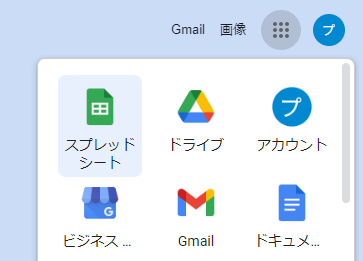 Gmail 画像 プ
プ
スプレッド ドライブ アカウント
シート
G
ビジネス ... Gmail ドキュメ...